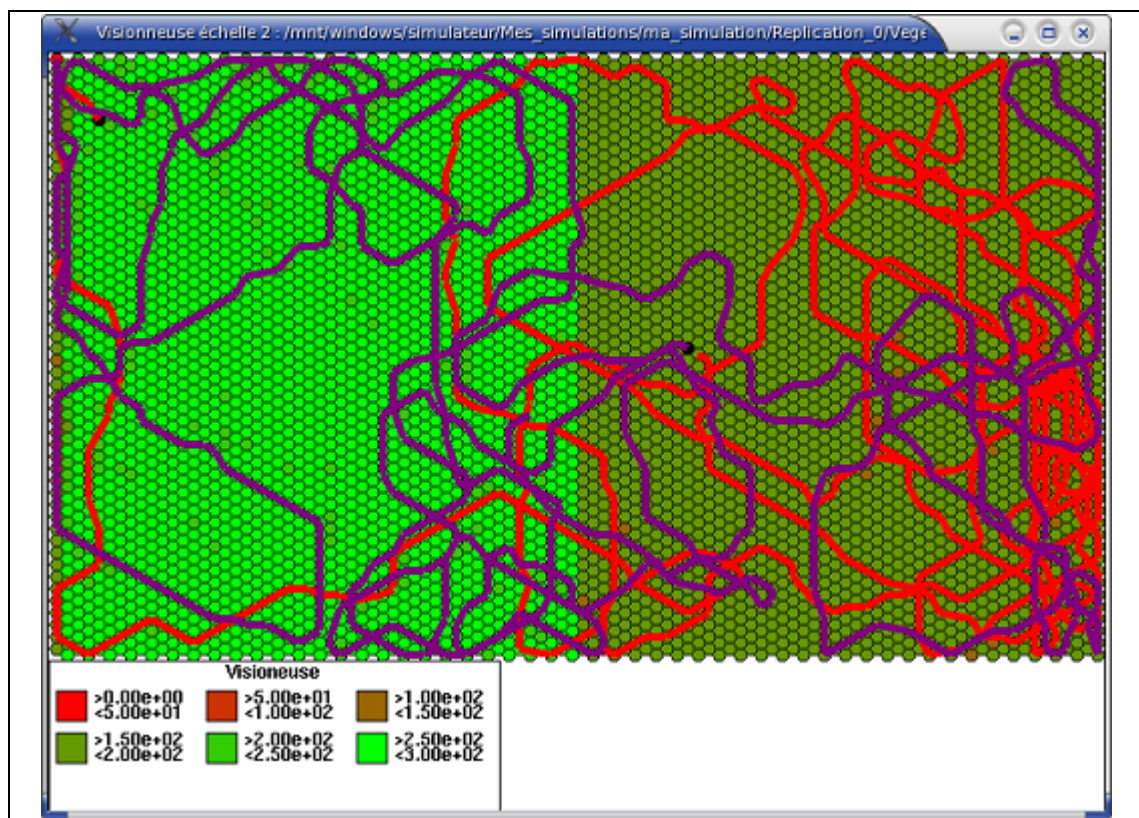 Visionneuse échelle 2 : /mnt/windows/simulateur/Mes_simulations/ma_simulation/Replication_0/Vege
Visioneuse
>0.00e+00 >5.00e+01 >1.00e+02
<5.00e+01 <1.00e+02 <1.50e+02
>1.50e+02 >2.00e+02 >2.50e+02
<2.00e+02 <2.50e+02 <3.00e+02